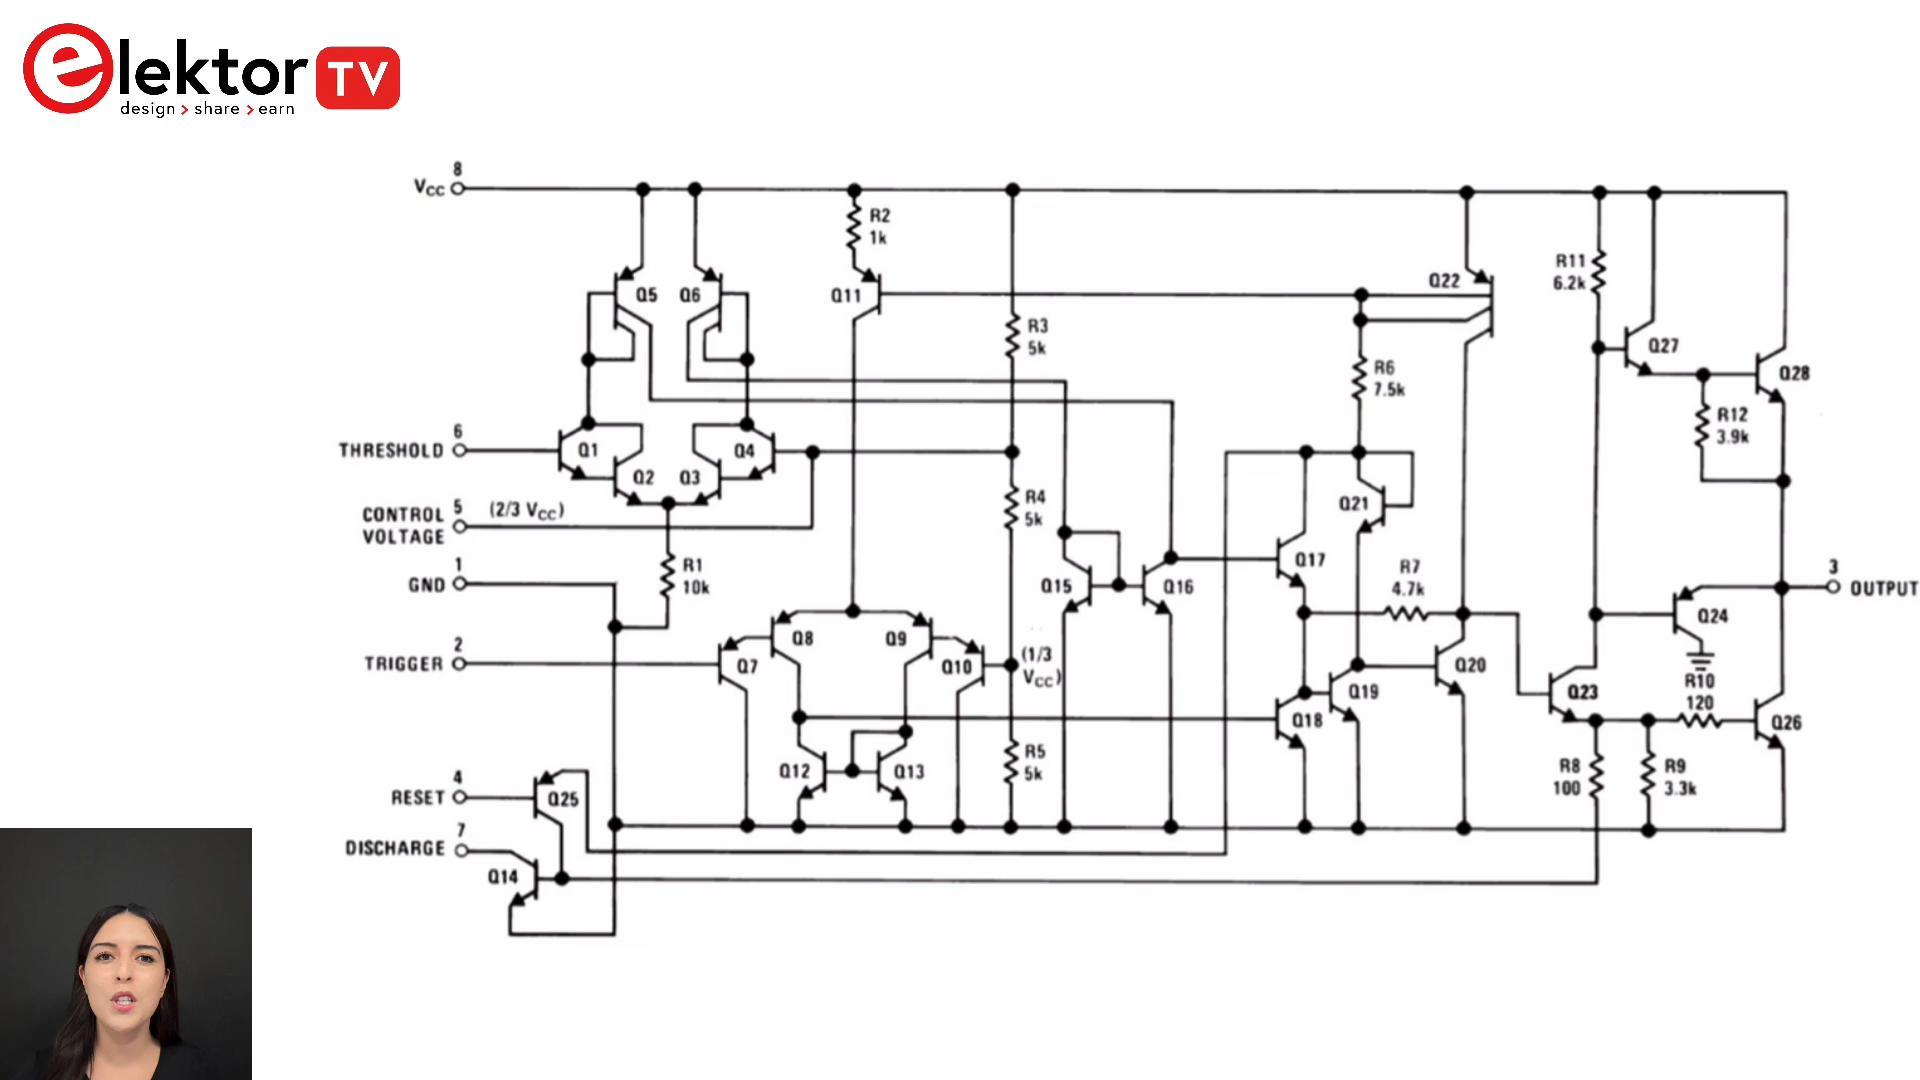 elektor TV
design > share > earn
8
VCC
R2
1k
Q5
Q6
Q11
Q22
R11
6.2k
R3
5k
Q27
Q28
R6
7.5k
R12
3.9k
6
THRESHOLD
Q1
Q4
Q2
Q3
R4
5k
Q21
5
(2/3 VCC)
CONTROL
VOLTAGE
1
GND
R1
10k
Q15
Q16
Q17
R7
4.7k
3
OUTPUT
Q24
2
TRIGGER
Q8
Q9
Q7
Q10
(1/3
VCC)
Q20
Q19
Q23
R10
120
Q18
Q26
Q12
Q13
R5
5k
R8
100
R9
3.3k
4
RESET
Q25
7
DISCHARGE
Q14